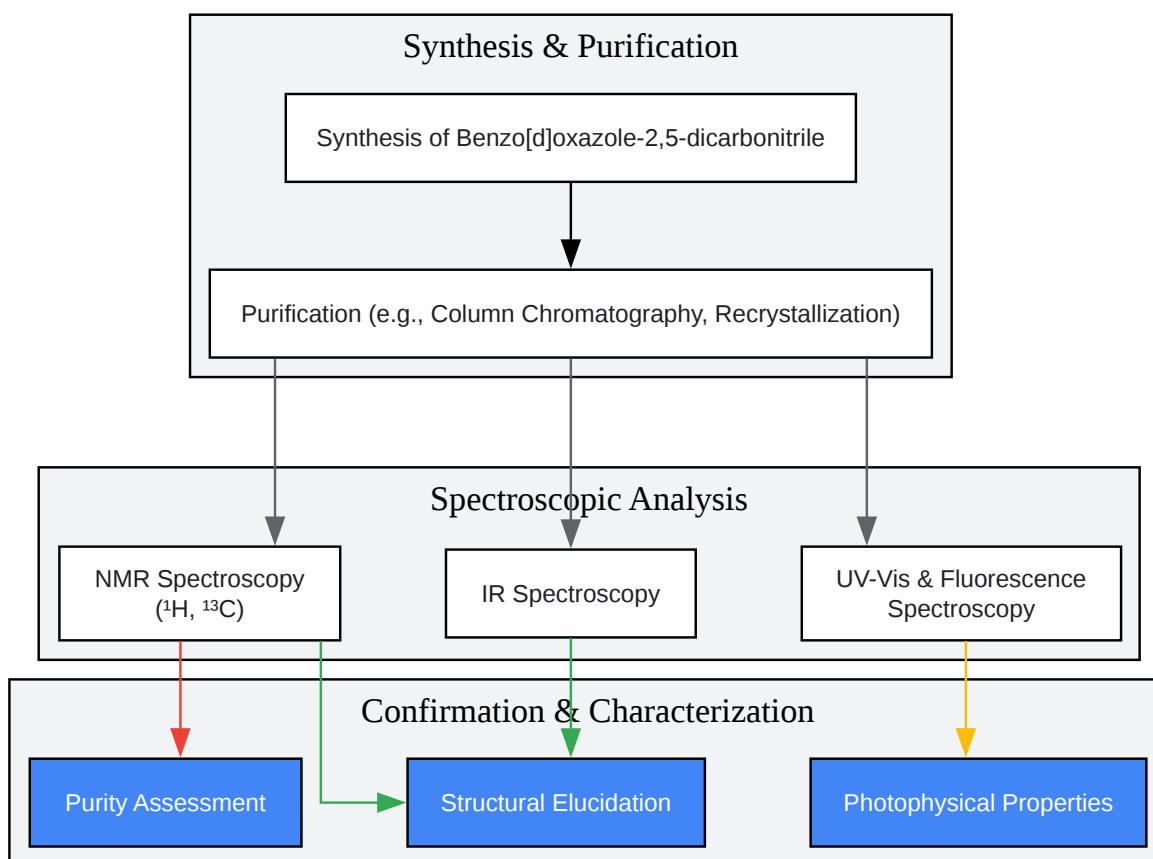 Synthesis & Purification
Synthesis of Benzo[d]oxazole-2,5-dicarbonitrile
Purification (e.g., Column Chromatography, Recrystallization)
Spectroscopic Analysis
NMR Spectroscopy
(¹H, ¹³C)
IR Spectroscopy
UV-Vis & Fluorescence
Spectroscopy
Confirmation & Characterization
Purity Assessment
Structural Elucidation
Photophysical Properties